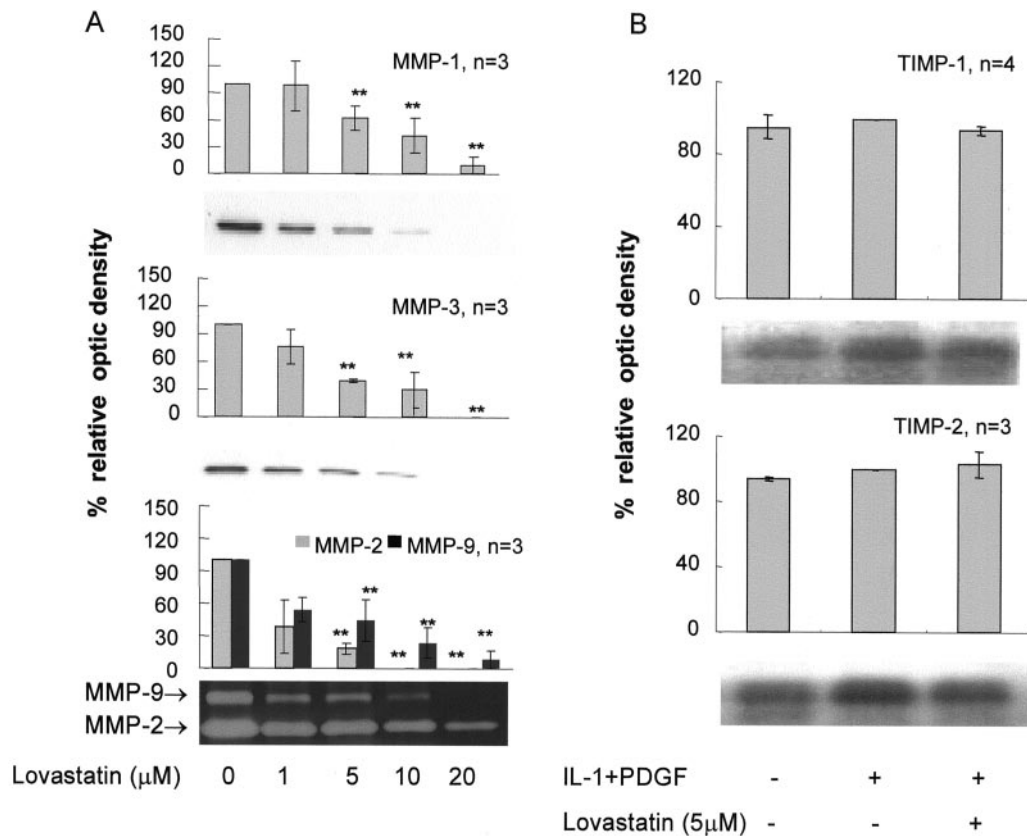 A
% relative optic density
150
120
90
60
30
0
MMP-1, n=3
**
**
**
150
120
90
60
30
0
MMP-3, n=3
**
**
**
150
120
90
60
30
0
MMP-2 MMP-9, n=3
**
**
**
**
**
**
MMP-9→
MMP-2→
Lovastatin (μM) 0 1 5 10 20
B
% relative optic density
120
80
40
0
TIMP-1, n=4
120
80
40
0
TIMP-2, n=3
IL-1+PDGF - + +
Lovastatin (5μM) - - +